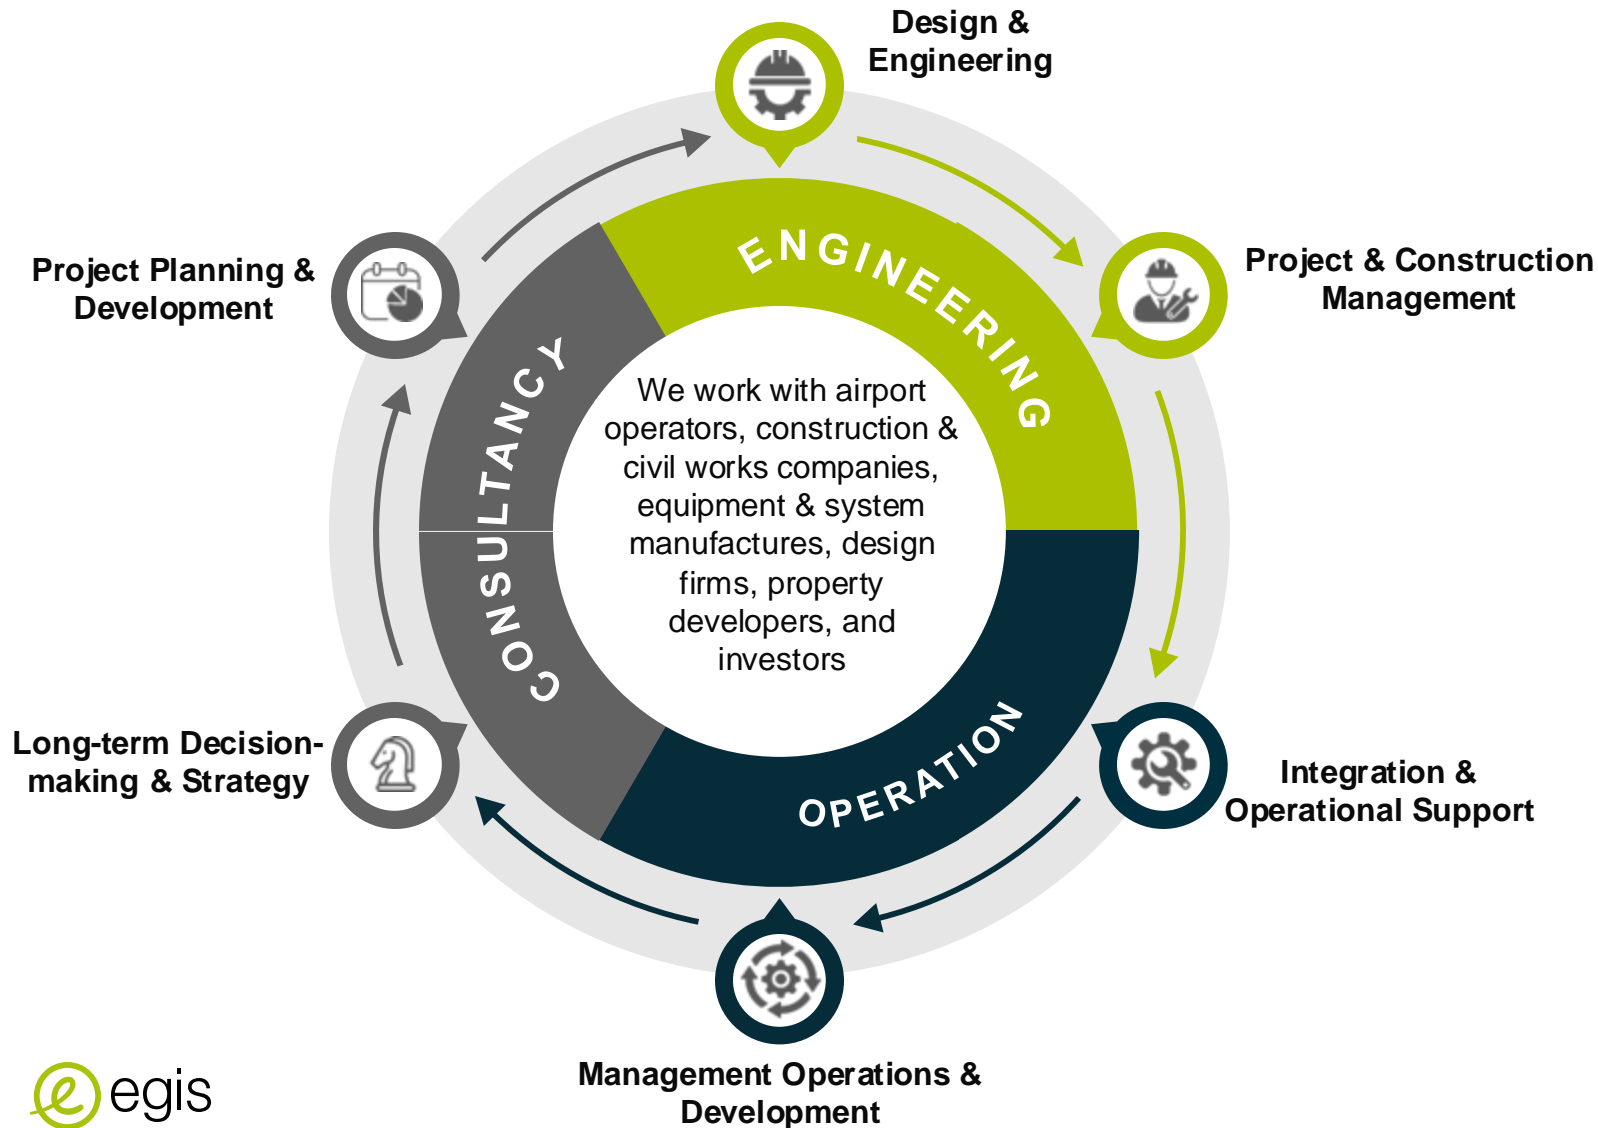 Design &
Engineering
Project Planning &
Development
Project & Construction
Management
ENGINEERING
CONSULTANCY
We work with airport
operators, construction &
civil works companies,
equipment & system
manufactures, design
firms, property
developers, and
investors
OPERATION
Long-term Decision-
making & Strategy
Integration &
Operational Support
Management Operations &
Development
e egis